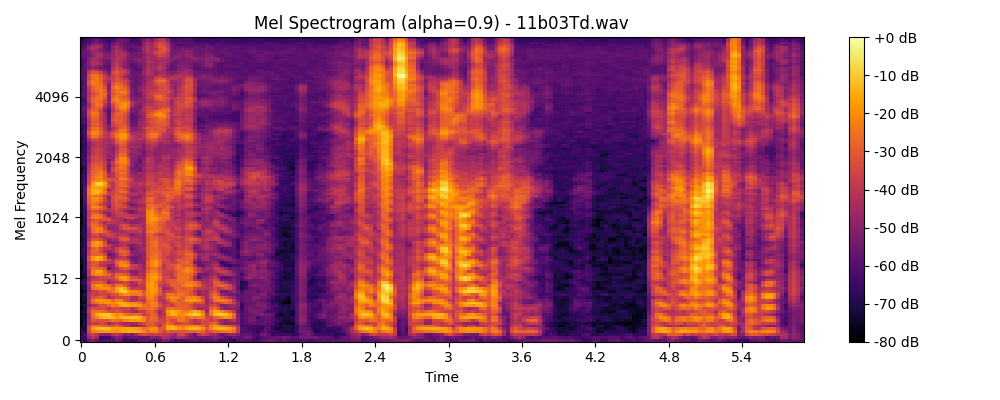 Mel Spectrogram (alpha=0.9) - 11b03Td.wav
Mel Frequency
4096
2048
1024
512
0
0 0.6 1.2 1.8 2.4 3 3.6 4.2 4.8 5.4
Time
+0 dB
-10 dB
-20 dB
-30 dB
-40 dB
-50 dB
-60 dB
-70 dB
-80 dB